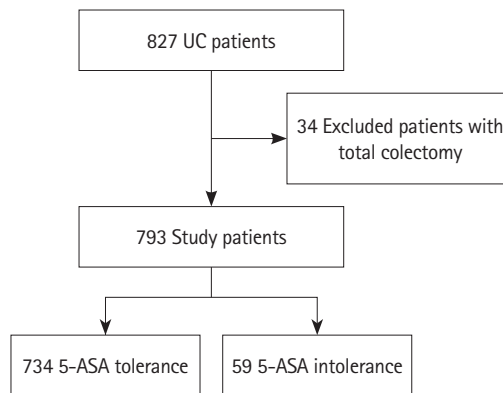 827 UC patients
34 Excluded patients with
total colectomy
793 Study patients
734 5-ASA tolerance
59 5-ASA intolerance